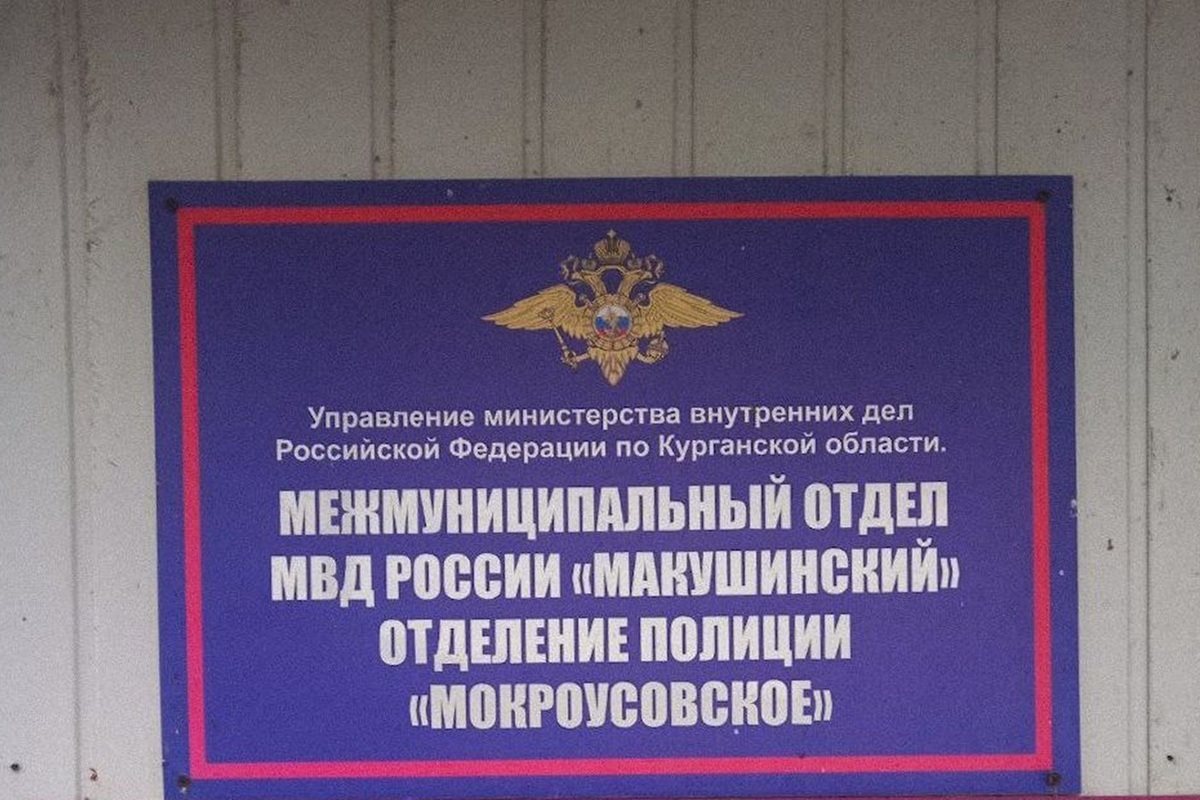 Управление министерства внутренних дел
Российской Федерации по Курганской области.
МЕЖМУНИЦИПАЛЬНЫЙ ОТДЕЛ
МВД РОССИИ «МАКУШИНСКИЙ»
ОТДЕЛЕНИЕ ПОЛИЦИИ
«МОКРОУСОВСКОЕ»